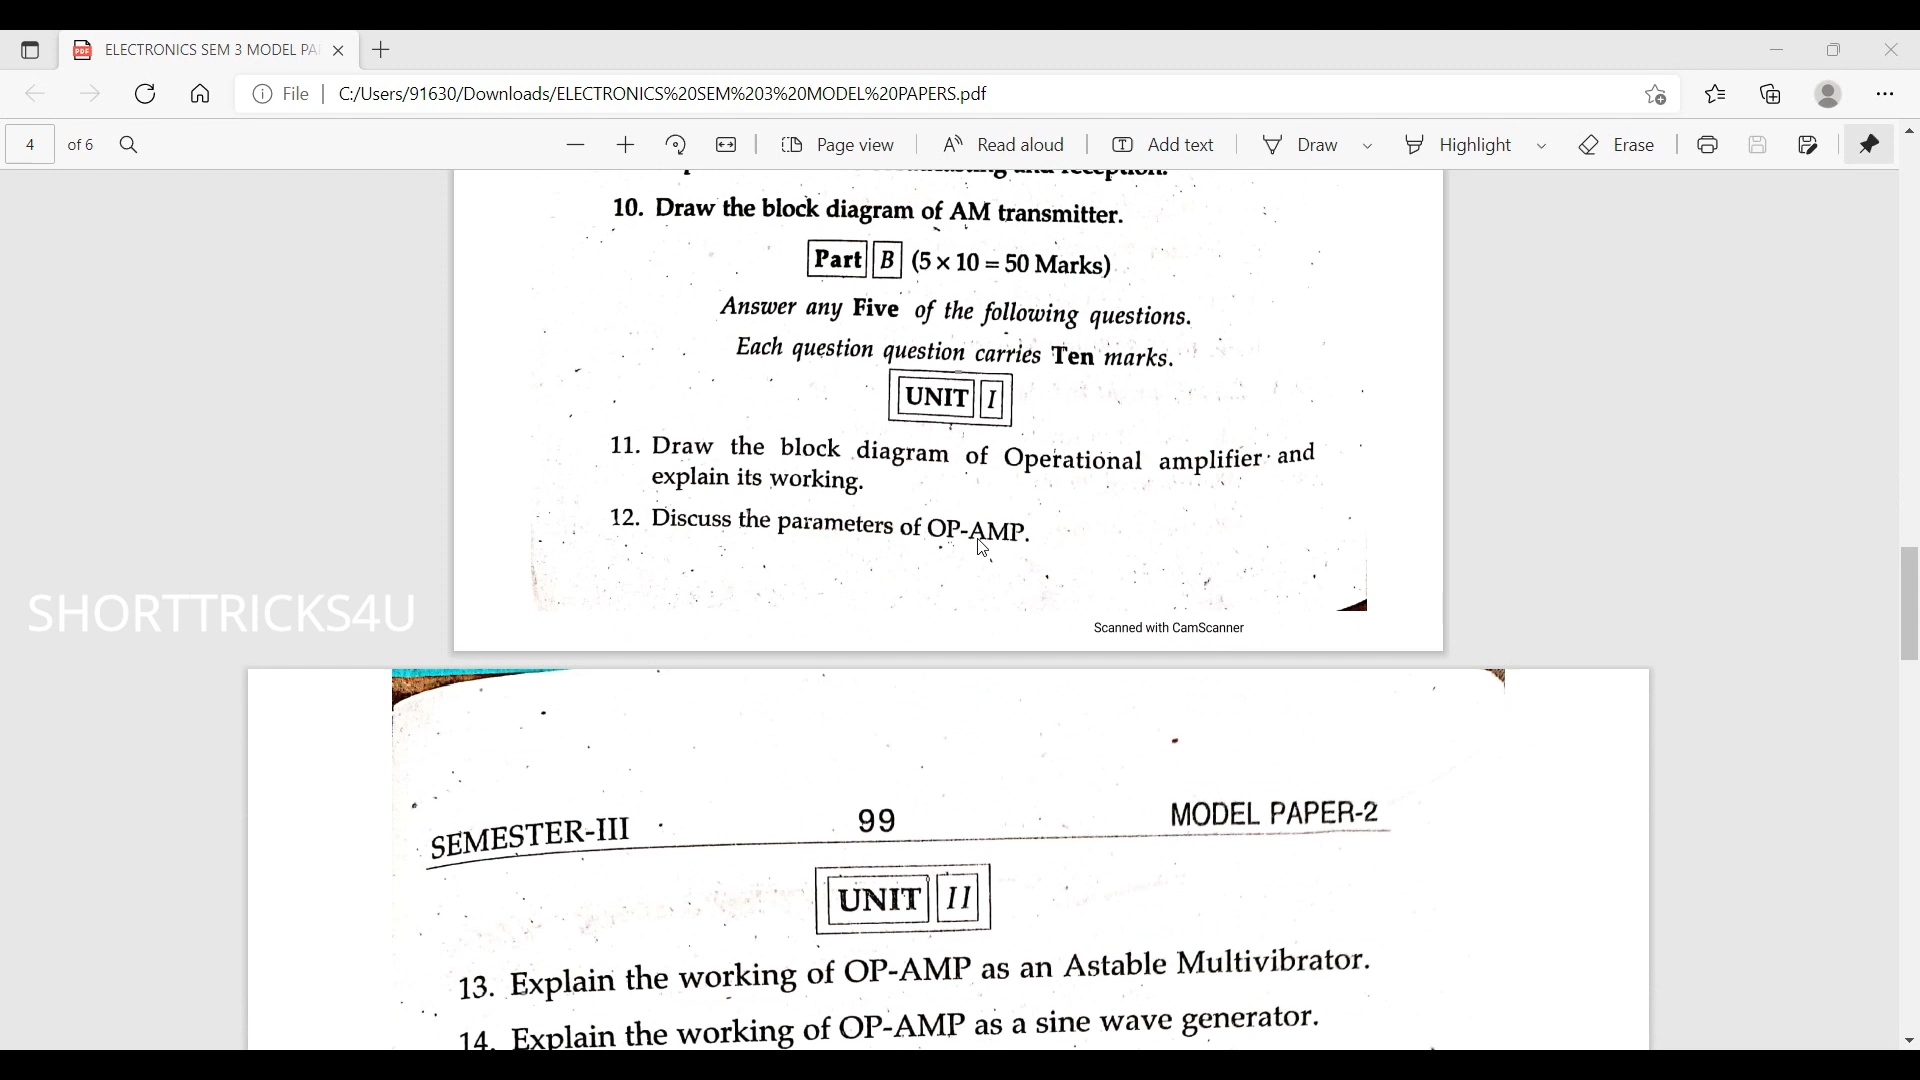 ELECTRONICS SEM 3 MODEL PA
File
C:/Users/91630/Downloads/ELECTRONICS%20SEM%203%20MODEL%20PAPERS.pdf
4 of 6
Page view
Read aloud
Add text
Draw
Highlight
Erase
and reception.
10. Draw the block diagram of AM transmitter.
Part B (5 × 10 = 50 Marks)
Answer any Five of the following questions.
Each question question carries Ten marks.
UNIT I
11. Draw the block diagram of Operational amplifier and
explain its working.
12. Discuss the parameters of OP-AMP.
SHORTTRICKS4U
Scanned with CamScanner
SEMESTER-III 99 MODEL PAPER-2
UNIT II
13. Explain the working of OP-AMP as an Astable Multivibrator.
14. Explain the working of OP-AMP as a sine wave generator.